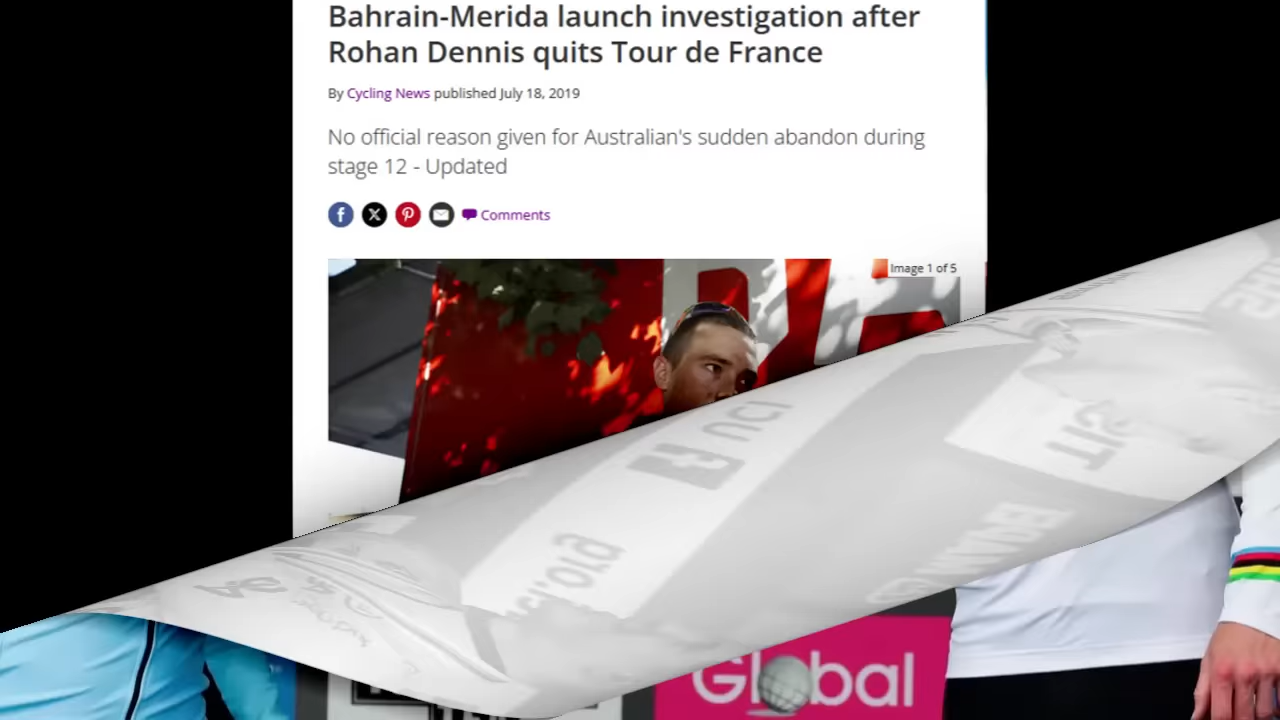 Bahrain-Merida launch investigation after
Rohan Dennis quits Tour de France
By Cycling News published July 18, 2019
No official reason given for Australian's sudden abandon during
stage 12 - Updated
Comments
Image 1 of 5
UCI
Global